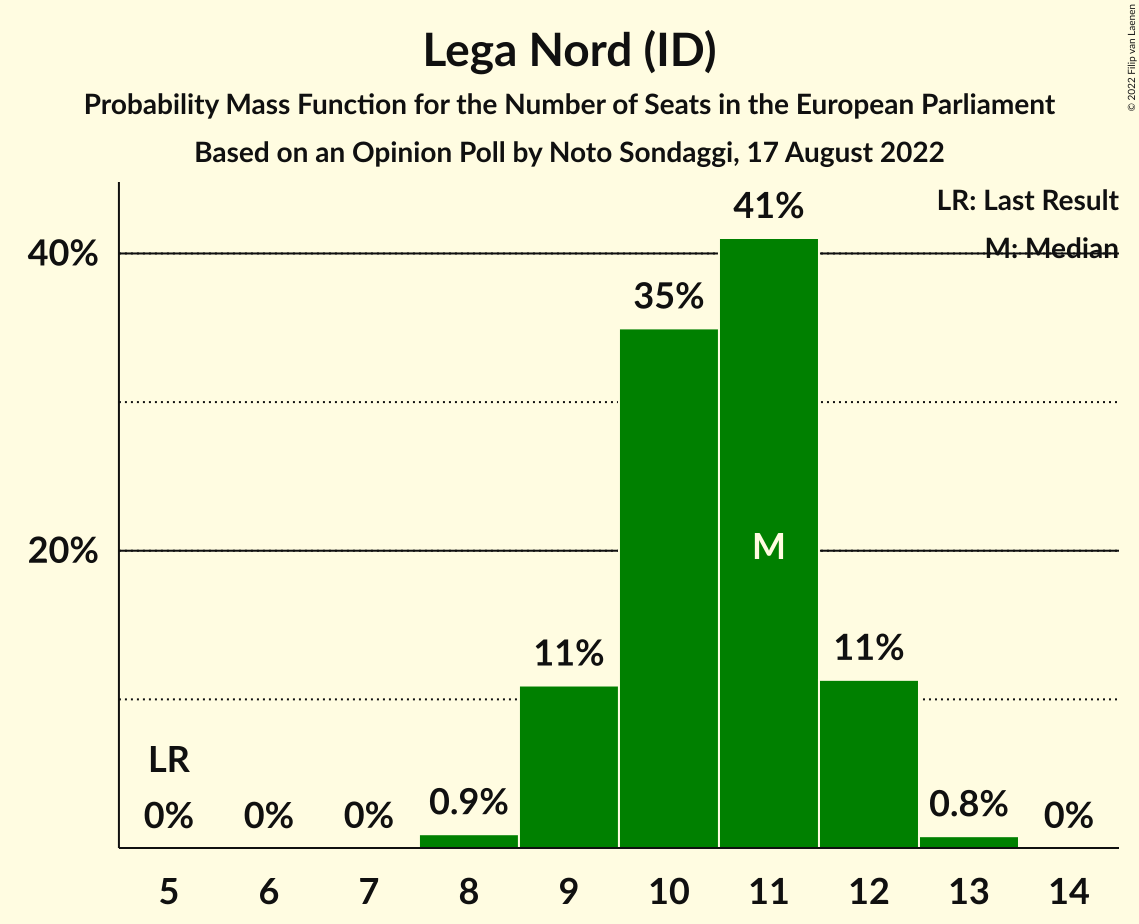 Lega Nord (ID)
Probability Mass Function for the Number of Seats in the European Parliament
Based on an Opinion Poll by Noto Sondaggi, 17 August 2022
© 2022 Filip van Laenen
LR: Last Result
M: Median
40%
20%
LR
0%
0%
0%
0.9%
11%
35%
41%
M
11%
0.8%
0%
5 6 7 8 9 10 11 12 13 14